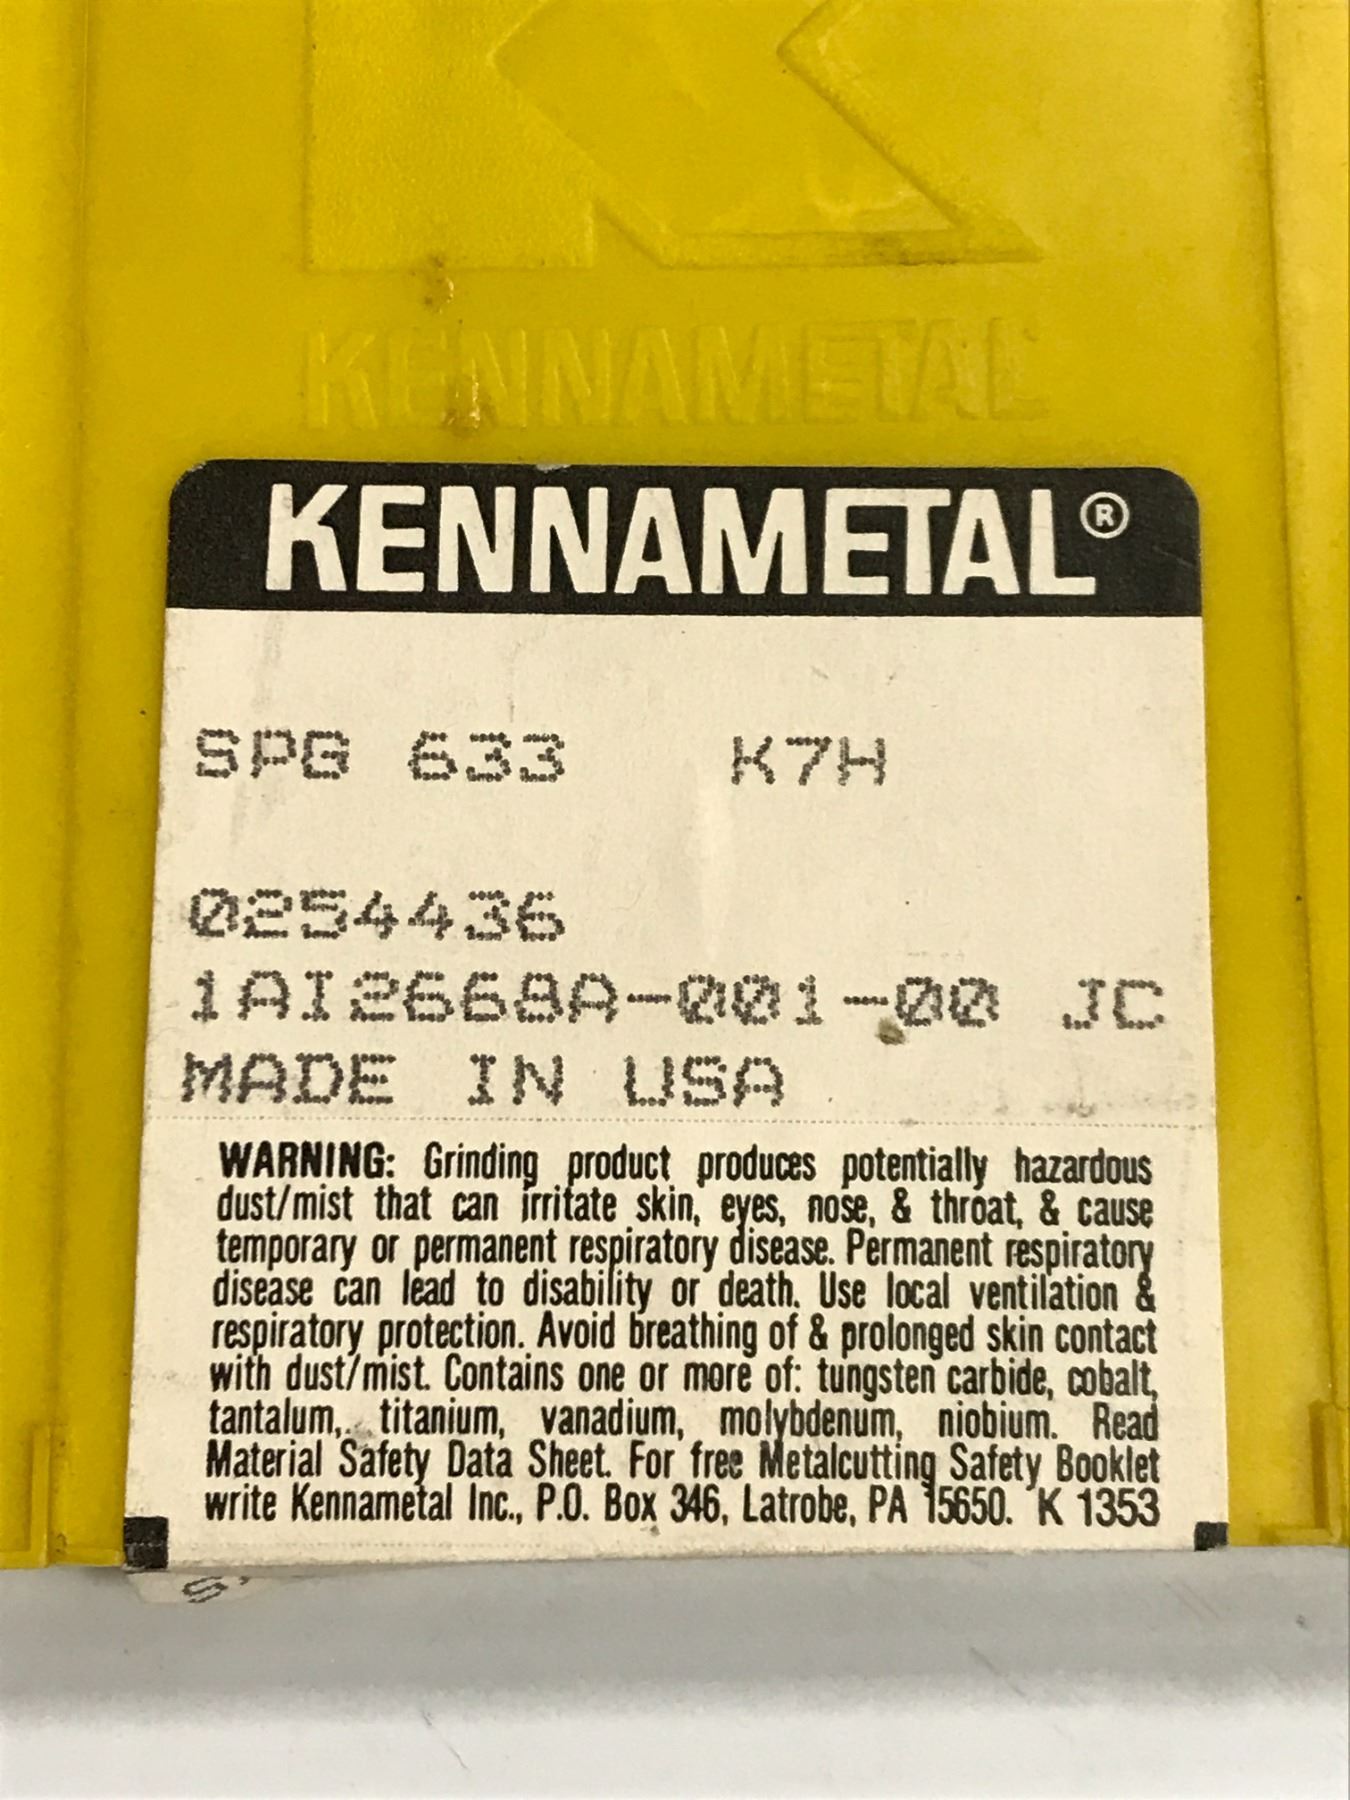 KENNAMETAL
KENNAMETAL®
SPG 633 K7H
0254436
1AI2668A-001-00 JC
MADE IN USA
WARNING: Grinding product produces potentially hazardous
dust/mist that can irritate skin, eyes, nose, & throat, & cause
temporary or permanent respiratory disease. Permanent respiratory
disease can lead to disability or death. Use local ventilation &
respiratory protection. Avoid breathing of & prolonged skin contact
with dust/mist. Contains one or more of: tungsten carbide, cobalt,
tantalum, titanium, vanadium, molybdenum, niobium. Read
Material Safety Data Sheet. For free Metalcutting Safety Booklet
write Kennametal Inc., P.O. Box 346, Latrobe, PA 15650. K 1353